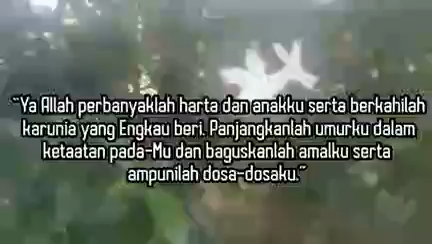 "Ya Allah perbanyaklah harta dan anakku serta berkahilah
karunia yang Engkau beri. Panjangkanlah umurku dalam
ketaatan pada-Mu dan baguskanlah amalku serta
ampunilah dosa-dosaku."